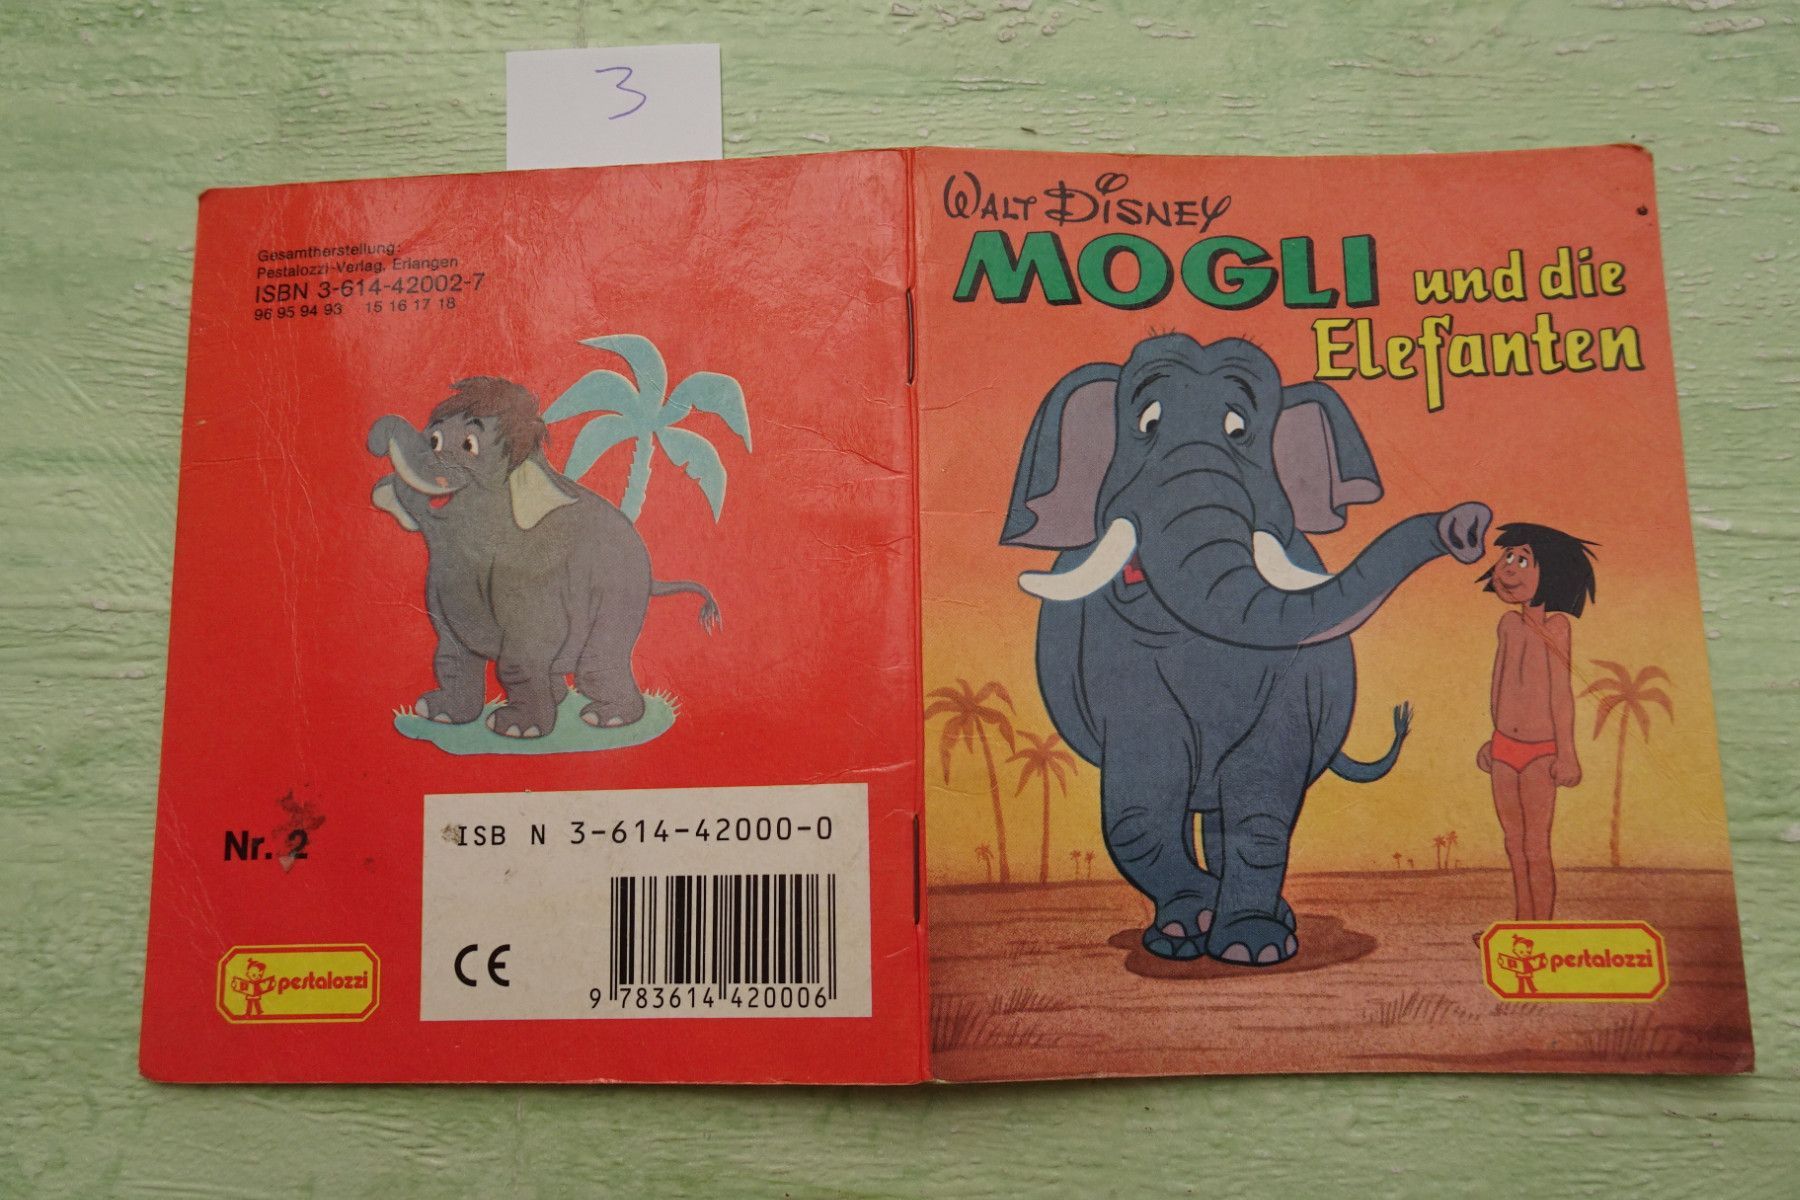 3
Gesamtherstellung:
Pestalozzi-Verlag, Erlangen
ISBN 3-614-42002-7
96 95 94 93 15 16 17 18
Nr. 2
ISB N 3-614-42000-0
CE
9 783614 420006
pestalozzi
WALT DISNEY
MOGLI und die
Elefanten
pestalozzi